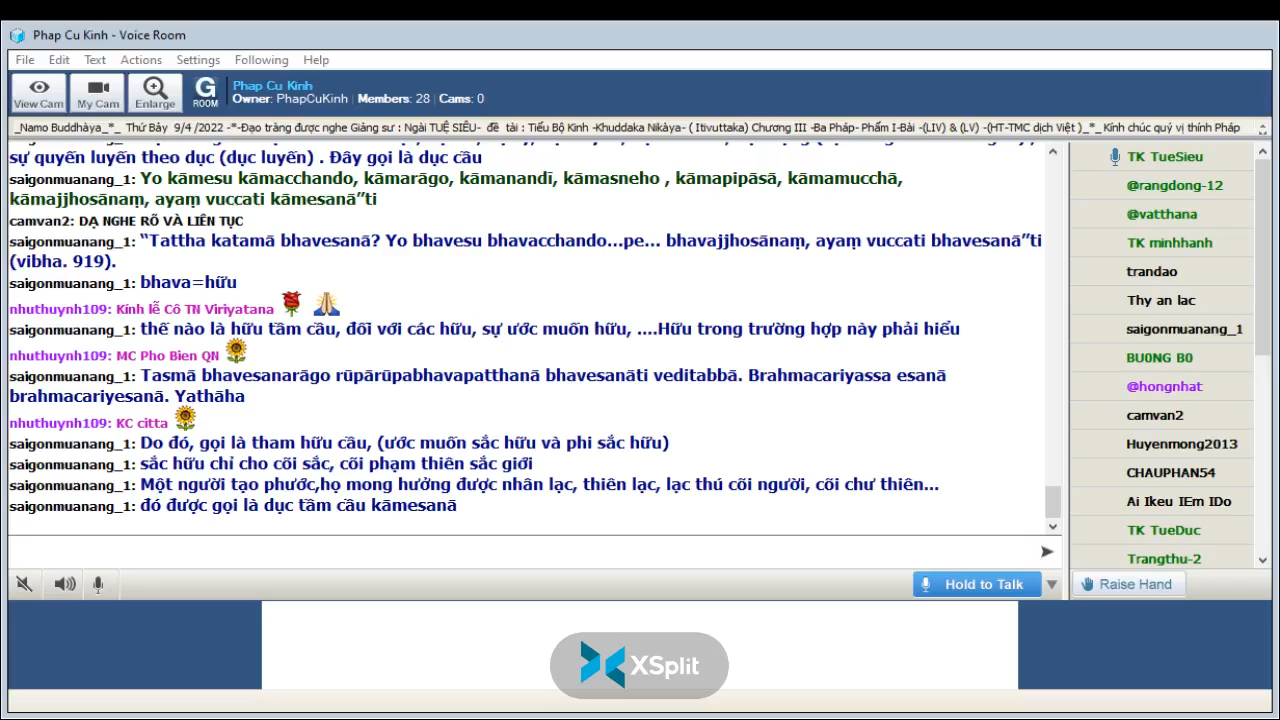 Phap Cu Kinh - Voice Room
File Edit Text Actions Settings Following Help
View Cam
My Cam
Enlarge
G
ROOM
Phap Cu Kinh
Owner: PhapCuKinh | Members: 28 | Cams: 0
_Namo Buddhàya_*_ Thứ Bảy 9/4 /2022 -*-Đạo tràng được nghe Giảng sư : Ngài TUỆ SIÊU- đề tài : Tiểu Bộ Kinh -Khuddaka Nikàya- ( Itivuttaka) Chương III -Ba Pháp- Phẩm I-Bài -(LIV) & (LV) -(HT-TMC dịch Việt )_*_ Kính chúc quý vị thính Pháp
sự quyến luyến theo dục (dục luyến) . Đây gọi là dục cầu
saigonmuanang_1: Yo kāmesu kāmacchando, kāmarāgo, kāmanandī, kāmasneho , kāmapipāsā, kāmamucchā,
kāmajjhosānaṃ, ayaṃ vuccati kāmesanā”ti
camvan2: DẠ NGHE RÕ VÀ LIÊN TỤC
saigonmuanang_1: “Tattha katamā bhavesanā? Yo bhavesu bhavacchando...pe... bhavajjhosānaṃ, ayaṃ vuccati bhavesanā”ti
(vibha. 919).
saigonmuanang_1: bhava=hữu
nhuthuynh109: Kính lễ Cô TN Viriyatana
saigonmuanang_1: thế nào là hữu tầm cầu, đối với các hữu, sự ước muốn hữu, ....Hữu trong trường hợp này phải hiểu
nhuthuynh109: MC Pho Bien QN
saigonmuanang_1: Tasmā bhavesanarāgo rūpārūpabhavapatthanā bhavesanāti veditabbā. Brahmacariyassa esanā
brahmacariyesanā. Yathāha
nhuthuynh109: KC citta
saigonmuanang_1: Do đó, gọi là tham hữu cầu, (ước muốn sắc hữu và phi sắc hữu)
saigonmuanang_1: sắc hữu chỉ cho cõi sắc, cõi phạm thiên sắc giới
saigonmuanang_1: Một người tạo phước,họ mong hưởng được nhân lạc, thiên lạc, lạc thú cõi người, cõi chư thiên...
saigonmuanang_1: đó được gọi là dục tầm cầu kāmesanā
TK TueSieu
@rangdong-12
@vatthana
TK minhhanh
trandao
Thy an lac
saigonmuanang_1
BU0NG B0
@hongnhat
camvan2
Huyenmong2013
CHAUPHAN54
Ai Ikeu IEm IDo
TK TueDuc
Trangthu-2
Hold to Talk
Raise Hand
XSplit